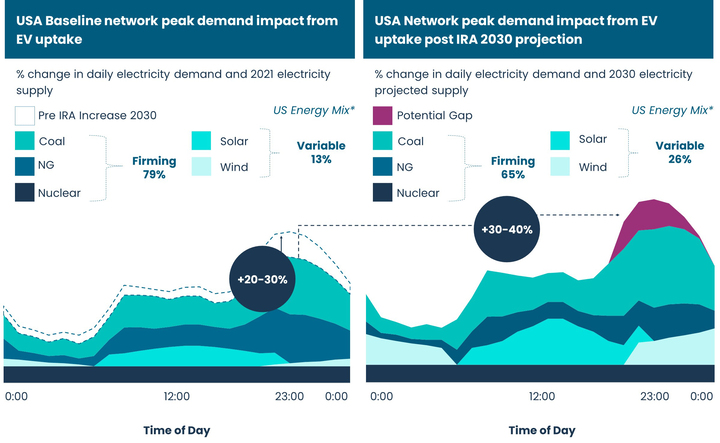 USA Baseline network peak demand impact from
EV uptake
% change in daily electricity demand and 2021 electricity
supply
US Energy Mix*
Pre IRA Increase 2030
Coal
NG
Nuclear
Firming
79%
Solar
Wind
Variable
13%
+20-30%
0:00
12:00
23:00
0:00
Time of Day
USA Network peak demand impact from EV
uptake post IRA 2030 projection
% change in daily electricity demand and 2030 electricity
projected supply
US Energy Mix*
Potential Gap
Coal
NG
Nuclear
Firming
65%
Solar
Wind
Variable
26%
+30-40%
0:00
12:00
23:00
0:00
Time of Day